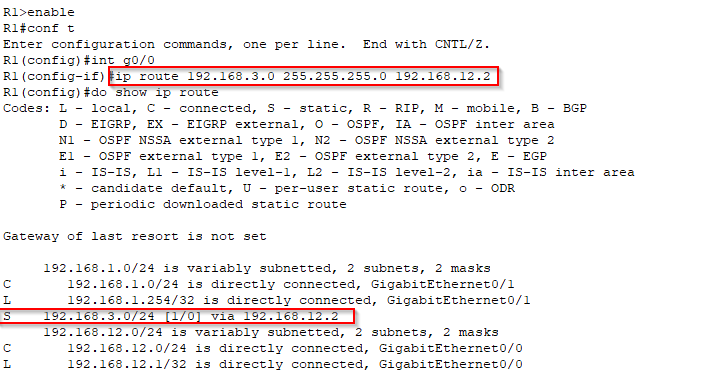 R1>enable
R1#conf t
Enter configuration commands, one per line.  End with CNTL/Z.
R1(config)#int g0/0
R1(config-if)#ip route 192.168.3.0 255.255.255.0 192.168.12.2
R1(config)#do show ip route
Codes: L - local, C - connected, S - static, R - RIP, M - mobile, B - BGP
       D - EIGRP, EX - EIGRP external, O - OSPF, IA - OSPF inter area
       N1 - OSPF NSSA external type 1, N2 - OSPF NSSA external type 2
       E1 - OSPF external type 1, E2 - OSPF external type 2, E - EGP
       i - IS-IS, L1 - IS-IS level-1, L2 - IS-IS level-2, ia - IS-IS inter area
       * - candidate default, U - per-user static route, o - ODR
       P - periodic downloaded static route
Gateway of last resort is not set
     192.168.1.0/24 is variably subnetted, 2 subnets, 2 masks
C       192.168.1.0/24 is directly connected, GigabitEthernet0/1
L       192.168.1.254/32 is directly connected, GigabitEthernet0/1
S    192.168.3.0/24 [1/0] via 192.168.12.2
     192.168.12.0/24 is variably subnetted, 2 subnets, 2 masks
C       192.168.12.0/24 is directly connected, GigabitEthernet0/0
L       192.168.12.1/32 is directly connected, GigabitEthernet0/0